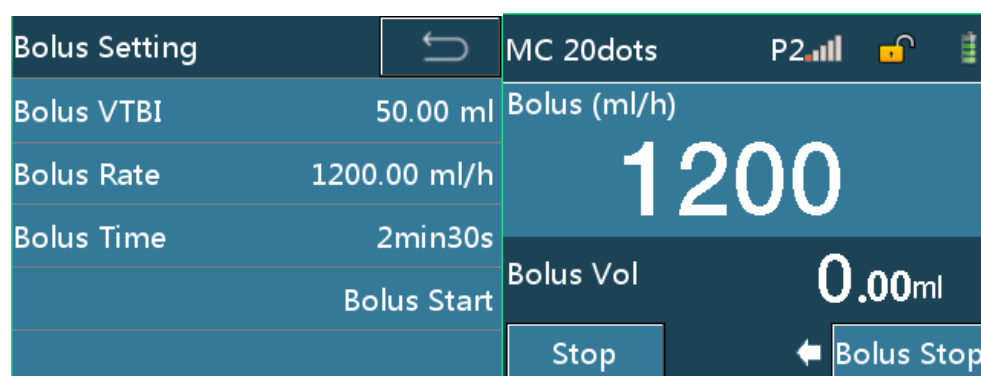 Bolus Setting
Bolus VTBI 50.00 ml
Bolus Rate 1200.00 ml/h
Bolus Time 2min30s
Bolus Start
MC 20dots P2
Bolus (ml/h)
1200
Bolus Vol 0.00ml
Stop Bolus Stop